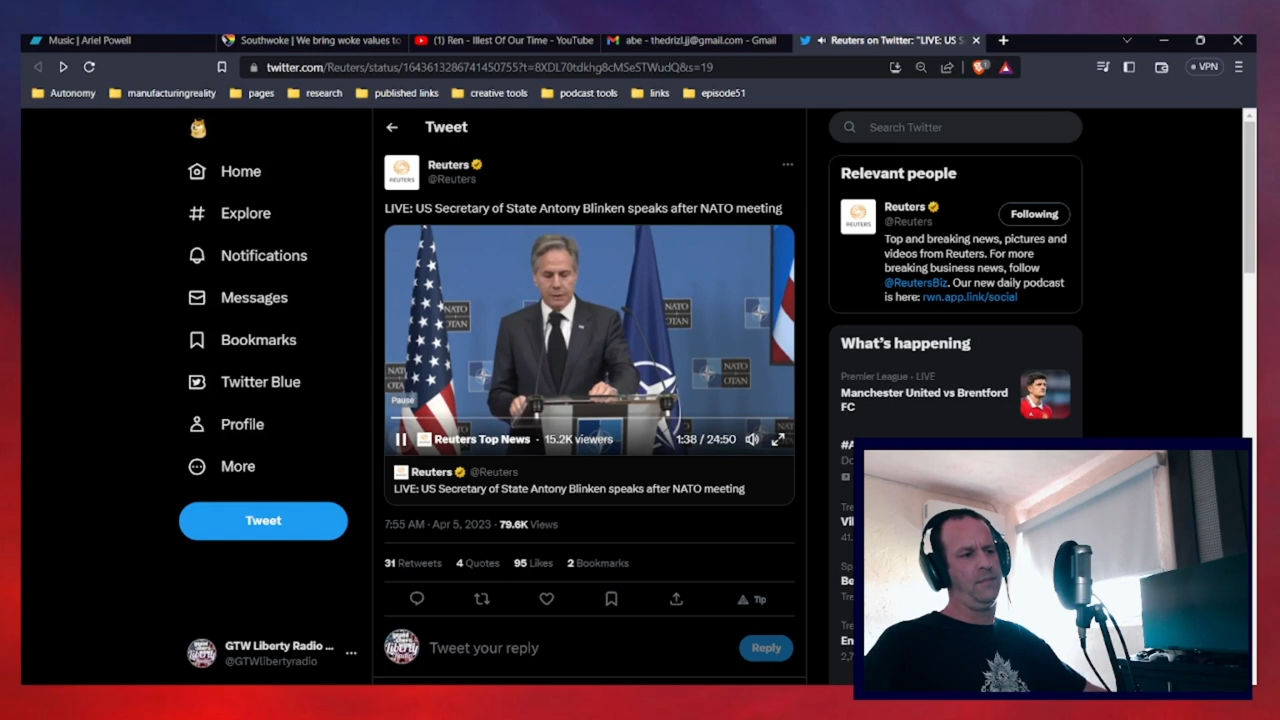 Music | Ariel Powell
Southwoke | We bring woke values to
(1) Ren - Illest Of Our Time - YouTube
abe - thedrizl.jj@gmail.com - Gmail
Reuters on Twitter: "LIVE: US S
twitter.com/Reuters/status/1643613286741450755?t=8XDL70tdkhg8cMSeSTWudQ&s=19
VPN
Autonomy
manufacturingreality
pages
research
published links
creative tools
podcast tools
links
episode51
Home
Explore
Notifications
Messages
Bookmarks
Twitter Blue
Profile
More
Tweet
GTW Liberty Radio ...
@GTWlibertyradio
Tweet
REUTERS
Reuters
@Reuters
LIVE: US Secretary of State Antony Blinken speaks after NATO meeting
NATO
OTAN
NATO
OTAN
NATO
OTAN
Pause
Reuters Top News · 15.2K viewers
1:38 / 24:50
Reuters @Reuters
LIVE: US Secretary of State Antony Blinken speaks after NATO meeting
7:55 AM · Apr 5, 2023 · 79.6K Views
31 Retweets 4 Quotes 95 Likes 2 Bookmarks
Tip
Tweet your reply
Reply
Search Twitter
Relevant people
REUTERS
Reuters
@Reuters
Following
Top and breaking news, pictures and
videos from Reuters. For more
breaking business news, follow
@ReutersBiz. Our new daily podcast
is here: rwn.app.link/social
What's happening
Premier League · LIVE
Manchester United vs Brentford
FC